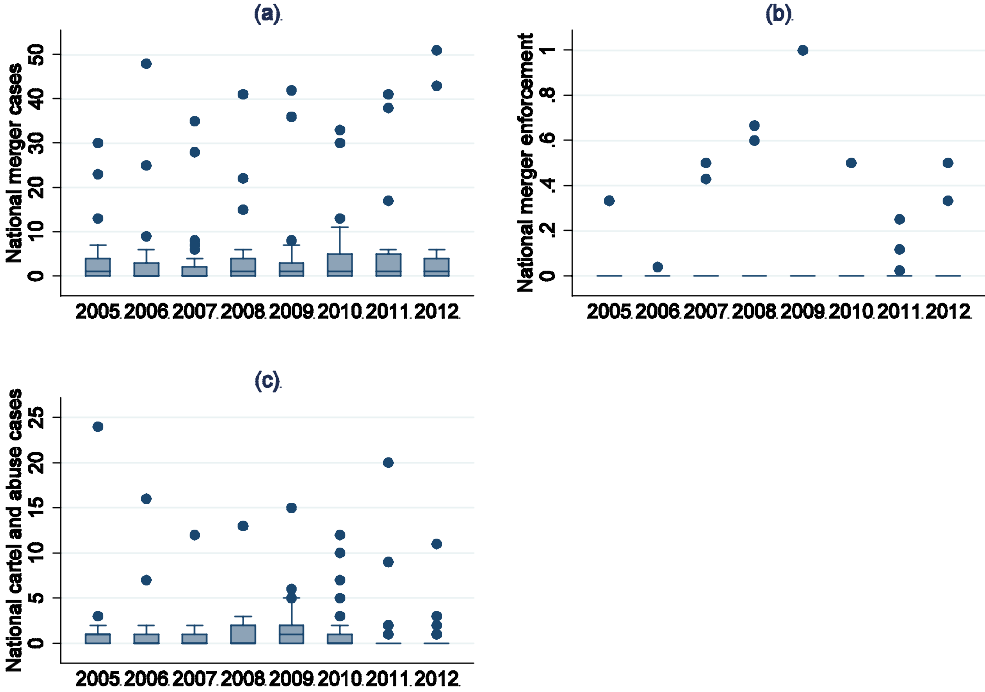 (a)
National merger cases
50
40
30
20
10
0
2005 2006 2007 2008 2009 2010 2011 2012
(b)
National merger enforcement
1
.8
.6
.4
.2
0
2005 2006 2007 2008 2009 2010 2011 2012
(c)
National cartel and abuse cases
25
20
15
10
5
0
2005 2006 2007 2008 2009 2010 2011 2012